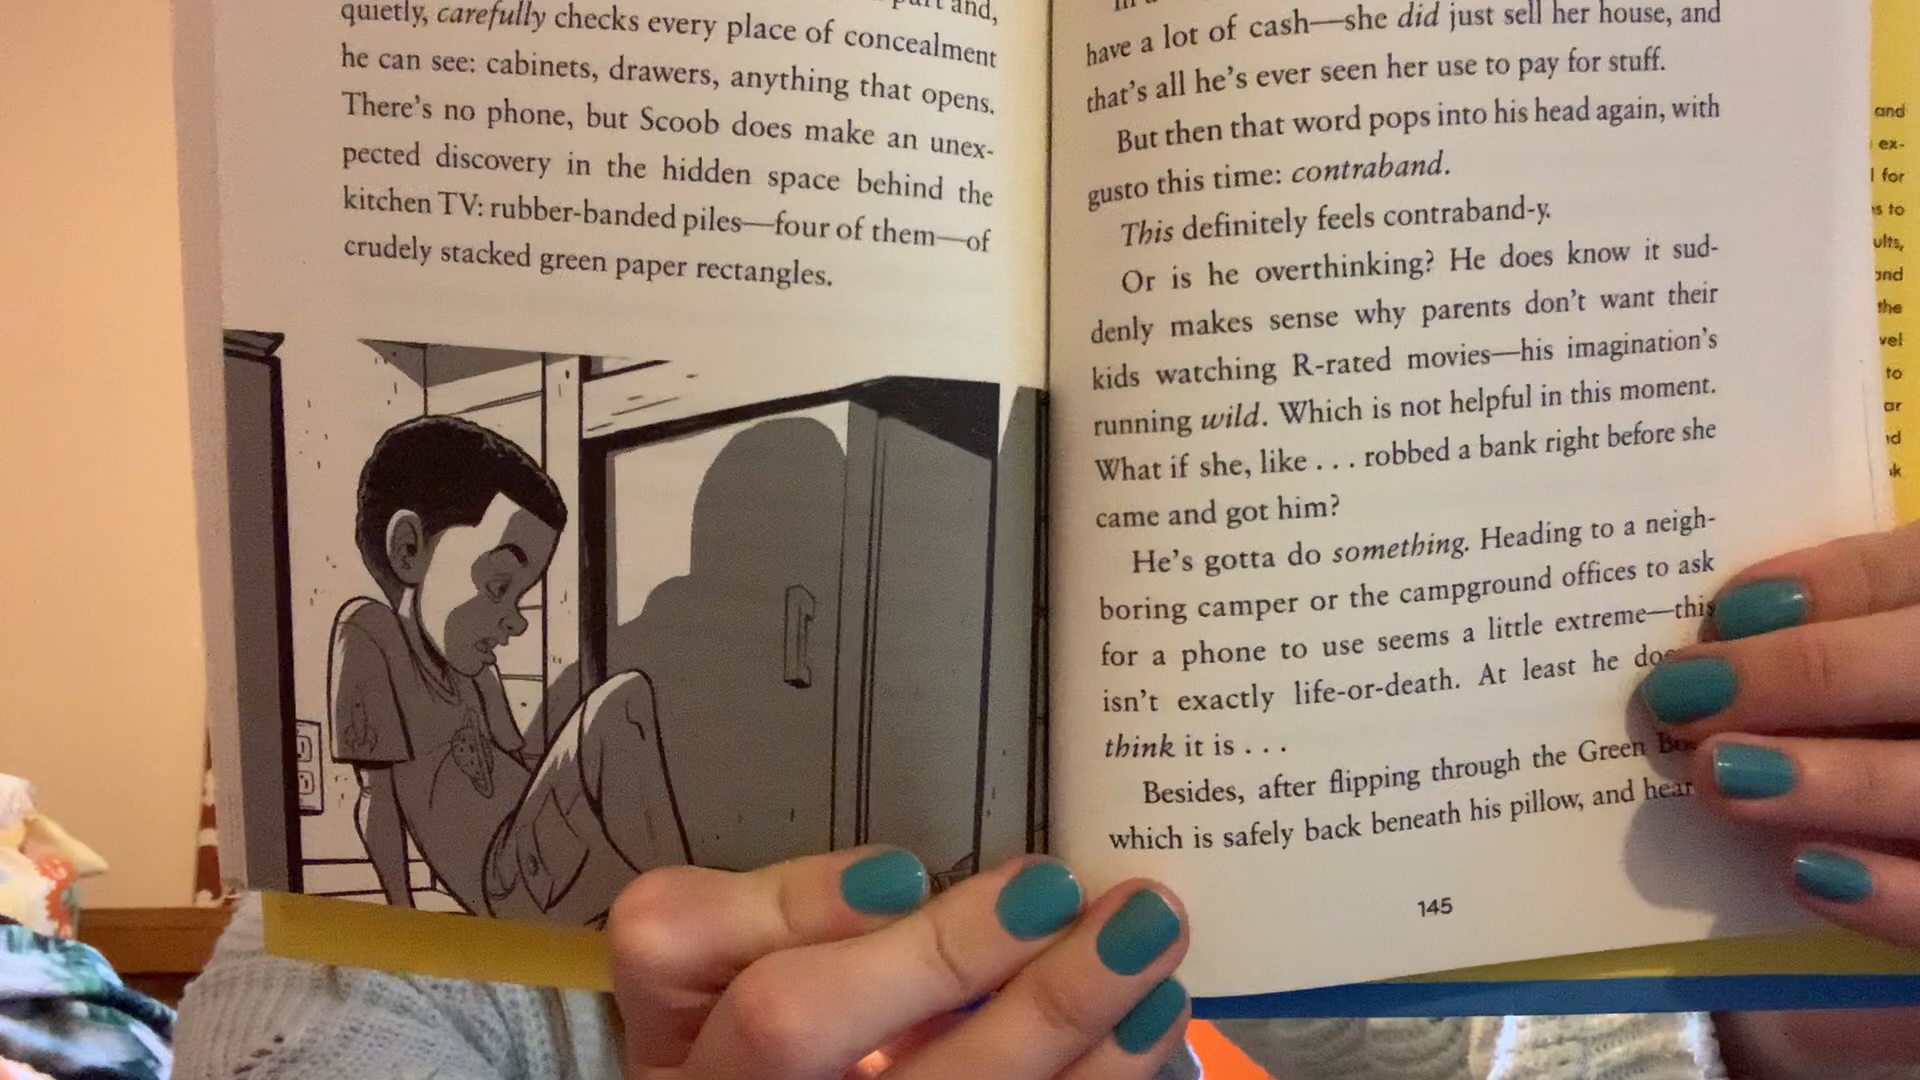 and,
quietly, carefully checks every place of concealment
he can see: cabinets, drawers, anything that opens.
There's no phone, but Scoob does make an unex-
pected discovery in the hidden space behind the
kitchen TV: rubber-banded piles—four of them—of
crudely stacked green paper rectangles.
have a lot of cash—she did just sell her house, and
that's all he's ever seen her use to pay for stuff.
But then that word pops into his head again, with
gusto this time: contraband.
This definitely feels contraband-y.
Or is he overthinking? He does know it sud-
denly makes sense why parents don't want their
kids watching R-rated movies—his imagination's
running wild. Which is not helpful in this moment.
What if she, like . . . robbed a bank right before she
came and got him?
He's gotta do something. Heading to a neigh-
boring camper or the campground offices to ask
for a phone to use seems a little extreme—this
isn't exactly life-or-death. At least he
think it is . . .
Besides, after flipping through the Green
which is safely back beneath his pillow, and
145
and
ex-
for
to
and
the
to